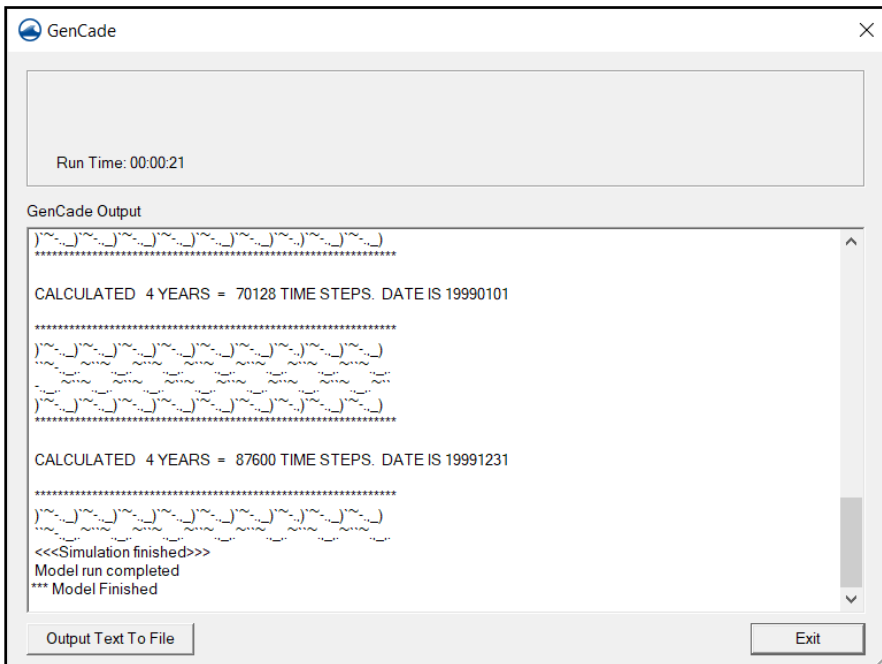 GenCade
Run Time: 00:00:21
GenCade Output
)`~-.,_)`~-.,_)`~-.,_)`~-.,_)`~-.,_)`~-.,_)`~-.,)`~-.,_)`~-.,_)
***************************************************************
CALCULATED 4 YEARS = 70128 TIME STEPS. DATE IS 19990101
***************************************************************
)`~-.,_)`~-.,_)`~-.,_)`~-.,_)`~-.,_)`~-.,_)`~-.,)`~-.,_)`~-.,_)
``~-.,_,.-~``~-.,_,.-~``~-.,_,.-~``~-.,_,.-~``~-.,_,.-~``~-.,_,.
-.,_,.-~``~-.,_,.-~``~-.,_,.-~``~-.,_,.-~``~-.,_,.-~``~-.,_,.-~``
)`~-.,_)`~-.,_)`~-.,_)`~-.,_)`~-.,_)`~-.,_)`~-.,)`~-.,_)`~-.,_)
***************************************************************
CALCULATED 4 YEARS = 87600 TIME STEPS. DATE IS 19991231
***************************************************************
)`~-.,_)`~-.,_)`~-.,_)`~-.,_)`~-.,_)`~-.,_)`~-.,)`~-.,_)`~-.,_)
``~-.,_,.-~``~-.,_,.-~``~-.,_,.-~``~-.,_,.-~``~-.,_,.-~``~-.,_,.
<<<Simulation finished>>>
Model run completed
*** Model Finished
Output Text To File
Exit